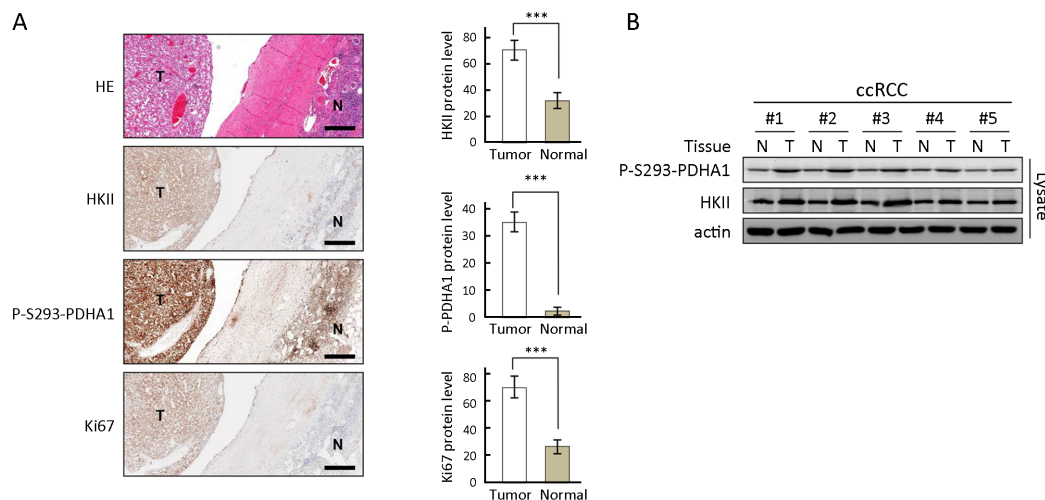 A
HE
T
N
HKII
T
N
P-S293-PDHA1
T
N
Ki67
T
N
***
HKII protein level
80
60
40
20
0
Tumor Normal
***
P-PDHA1 protein level
40
30
20
10
0
Tumor Normal
***
Ki67 protein level
80
60
40
20
0
Tumor Normal
B
ccRCC
#1 #2 #3 #4 #5
Tissue N T N T N T N T N T
P-S293-PDHA1
HKII
actin
Lysate